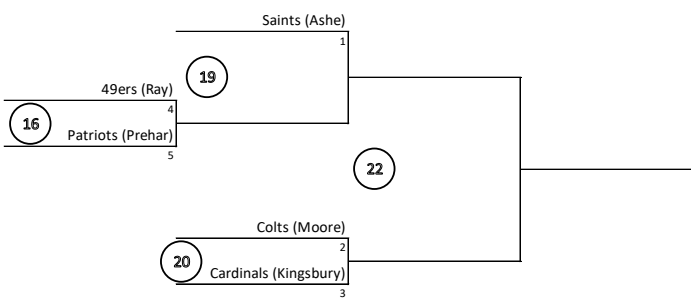 Saints (Ashe)
1
19
49ers (Ray)
4
16
Patriots (Prehar)
5
22
Colts (Moore)
2
20
Cardinals (Kingsbury)
3